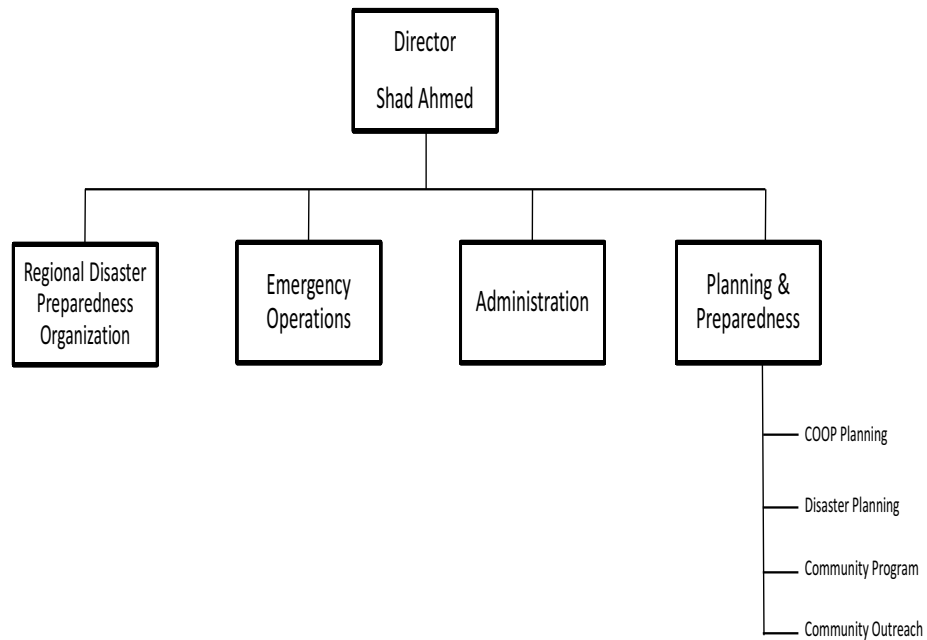 Director
Shad Ahmed
Regional Disaster
Preparedness
Organization
Emergency
Operations
Administration
Planning &
Preparedness
COOP Planning
Disaster Planning
Community Program
Community Outreach